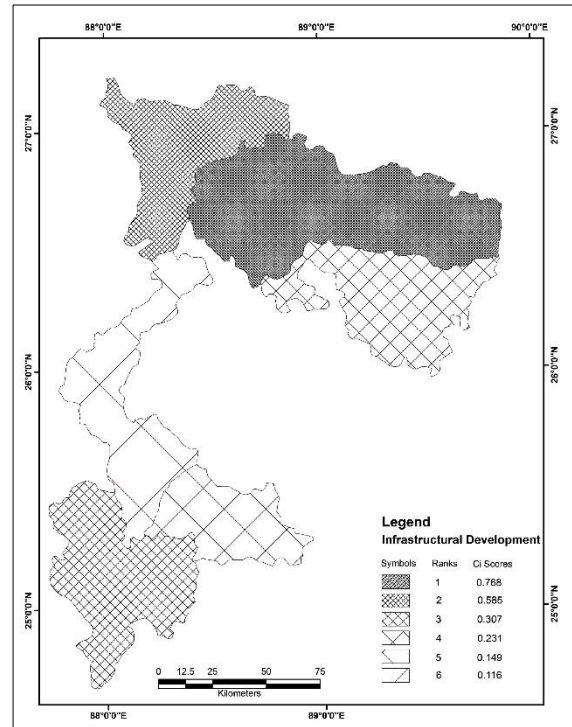 88°0'0"E 89°0'0"E 90°0'0"E
27°0'0"N 27°0'0"N
26°0'0"N 26°0'0"N
25°0'0"N 25°0'0"N
Legend
Infrastructural Development
Symbols Ranks Ci Scores
1 0.768
2 0.585
3 0.307
4 0.231
5 0.149
6 0.116
0 12.5 25 50 75
Kilometers
88°0'0"E 89°0'0"E